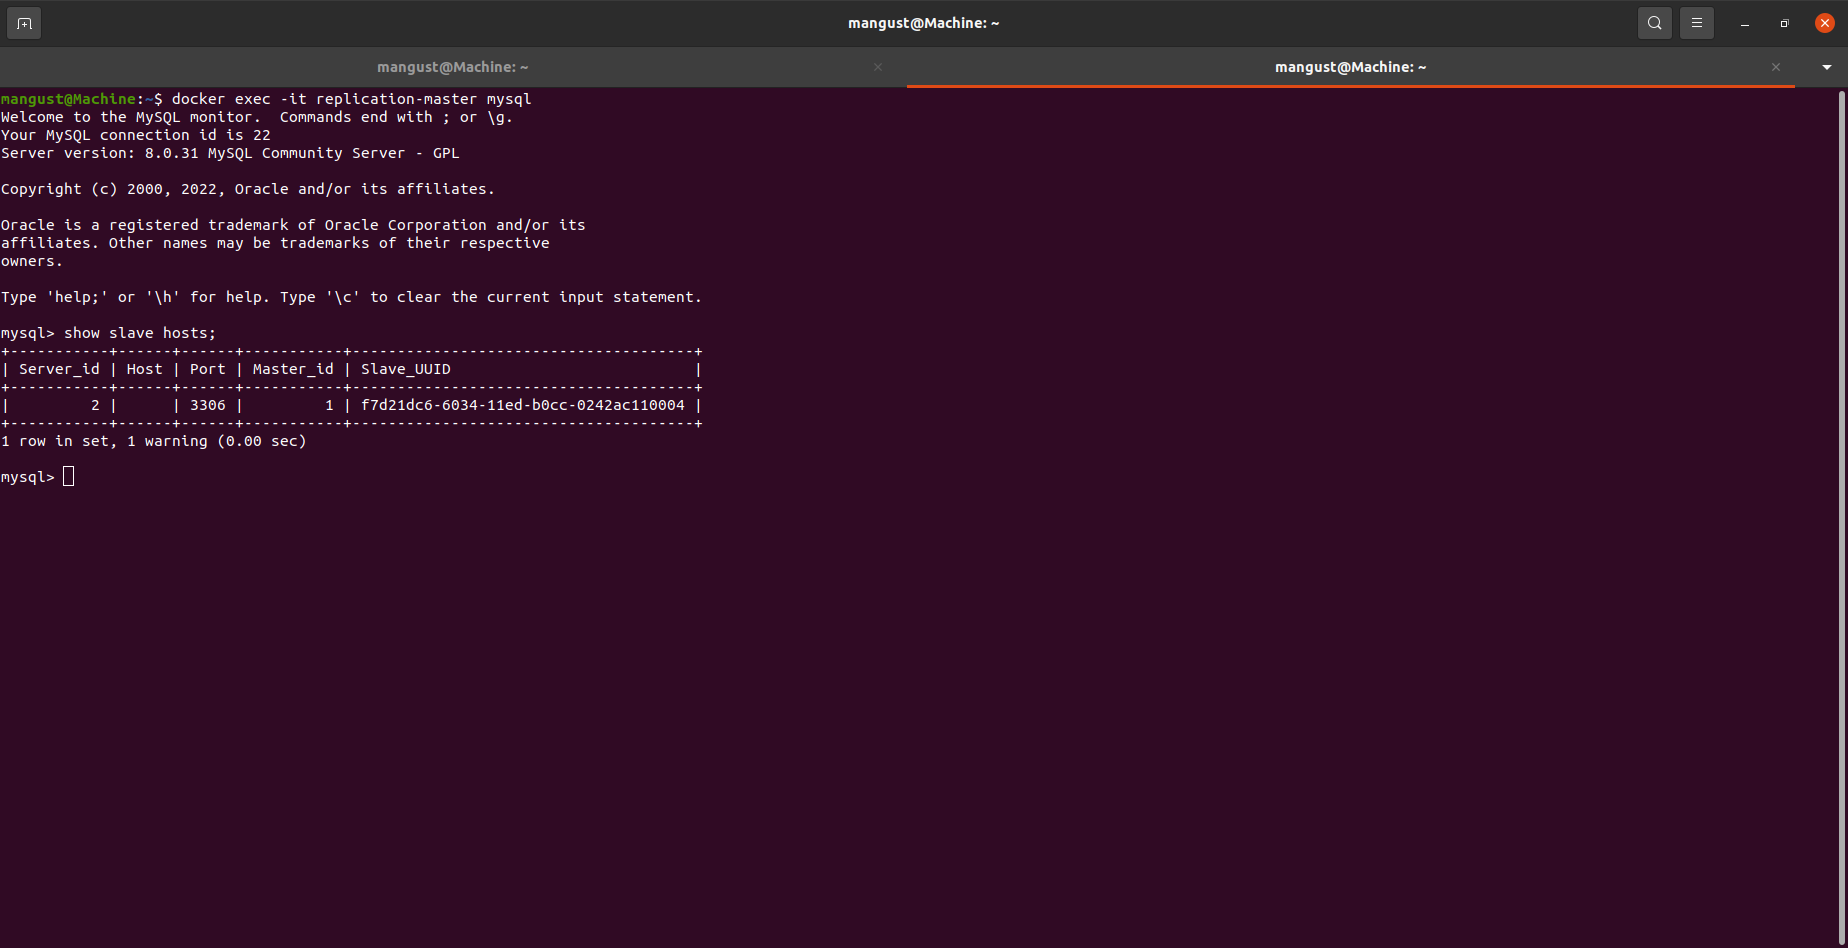 mangust@Machine: ~
mangust@Machine: ~
mangust@Machine: ~
mangust@Machine:~$ docker exec -it replication-master mysql
Welcome to the MySQL monitor.  Commands end with ; or \g.
Your MySQL connection id is 22
Server version: 8.0.31 MySQL Community Server - GPL
Copyright (c) 2000, 2022, Oracle and/or its affiliates.
Oracle is a registered trademark of Oracle Corporation and/or its
affiliates. Other names may be trademarks of their respective
owners.
Type 'help;' or '\h' for help. Type '\c' to clear the current input statement.
mysql> show slave hosts;
+-----------+------+------+-----------+--------------------------------------+
| Server_id | Host | Port | Master_id | Slave_UUID                           |
+-----------+------+------+-----------+--------------------------------------+
|         2 |      | 3306 |         1 | f7d21dc6-6034-11ed-b0cc-0242ac110004 |
+-----------+------+------+-----------+--------------------------------------+
1 row in set, 1 warning (0.00 sec)
mysql>